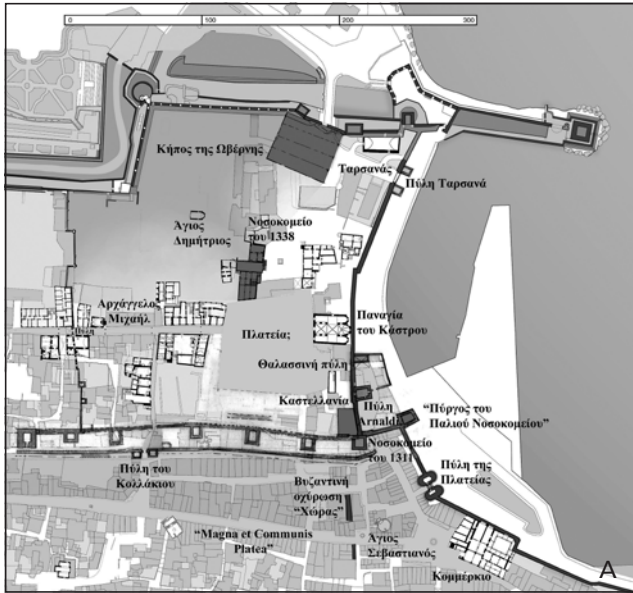 0 100 200 300
Κήπος της Ωβέρνης
Ταρσανάς
Πύλη Ταρσανά
Άγιος
Δημήτριος
Νοσοκομείο
του 1338
Αρχάγγελος
Μιχαήλ
Πύλη
Πλατείας
Παναγία
του Κάστρου
Θαλασσινή πύλη
Καστελλανία
Πύλη
Arnaldi
“Πύργος του
Παλιού Νοσοκομείου”
Νοσοκομείο
του 1311
Πύλη του
Κολλάκιου
Πύλη της
Πλατείας
Βυζαντινή
οχύρωση
“Χώρας”
“Magna et Communis
Platea”
Άγιος
Σεβαστιανός
Κομμέρκιο
A